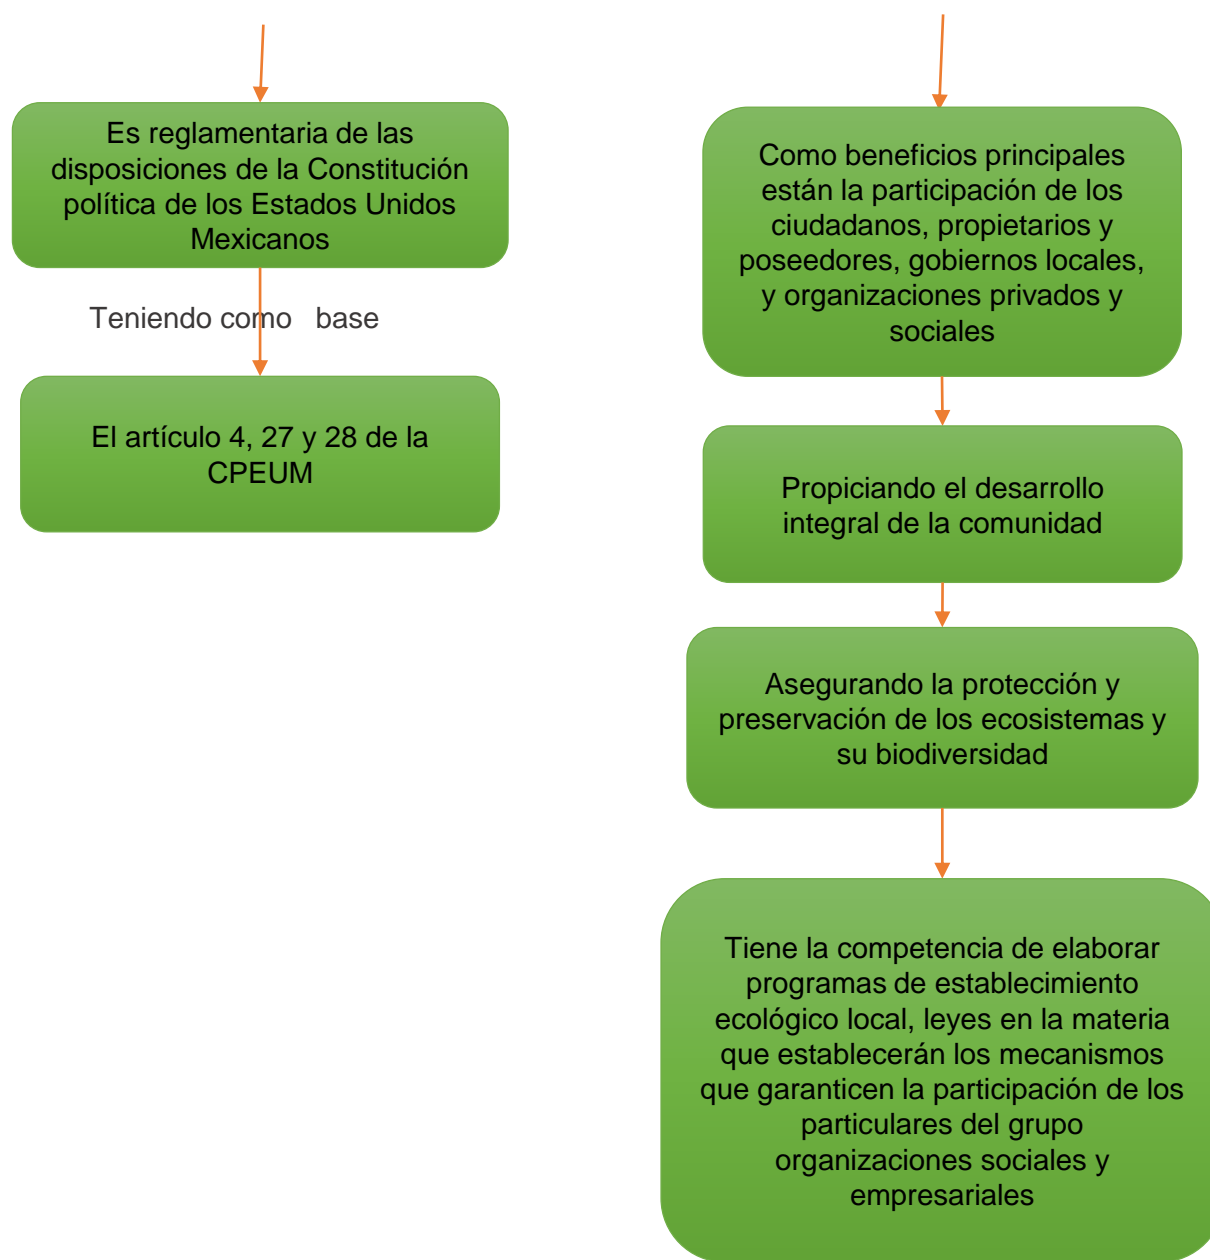 Es reglamentaria de las
disposiciones de la Constitución
política de los Estados Unidos
Mexicanos
Teniendo como base
El artículo 4, 27 y 28 de la
CPEUM
Como beneficios principales
están la participación de los
ciudadanos, propietarios y
poseedores, gobiernos locales,
y organizaciones privados y
sociales
Propiciando el desarrollo
integral de la comunidad
Asegurando la protección y
preservación de los ecosistemas y
su biodiversidad
Tiene la competencia de elaborar
programas de establecimiento
ecológico local, leyes en la materia
que establecerán los mecanismos
que garanticen la participación de los
particulares del grupo
organizaciones sociales y
empresariales